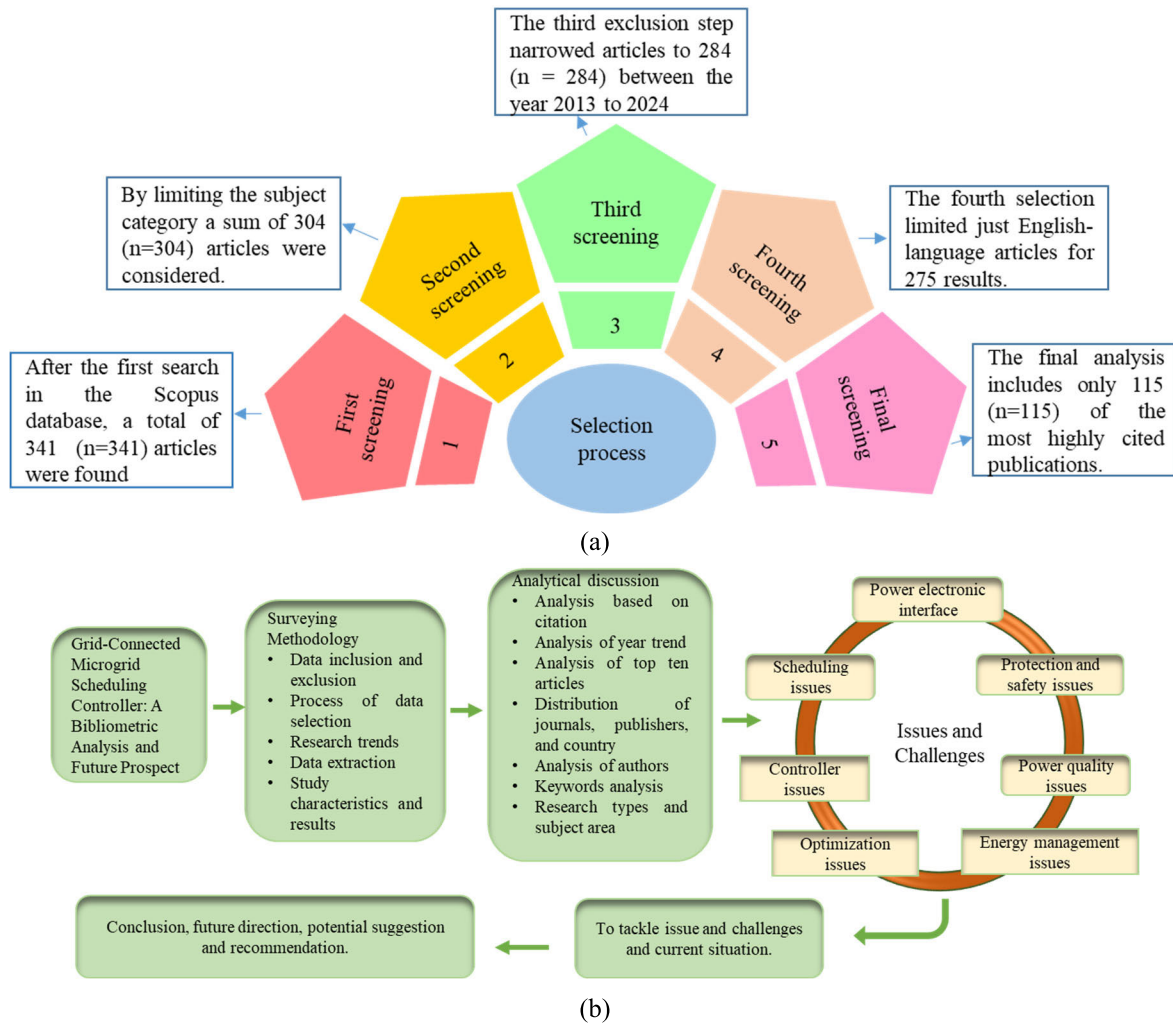 The third exclusion step
narrowed articles to 284
(n = 284) between the
year 2013 to 2024
By limiting the subject
category a sum of 304
(n=304) articles were
considered.
The fourth selection
limited just English-
language articles for
275 results.
After the first search
in the Scopus
database, a total of
341 (n=341) articles
were found
The final analysis
includes only 115
(n=115) of the
most highly cited
publications.
First
screening
1
Second
screening
2
Third
screening
3
Fourth
screening
4
Final
screening
5
Selection
process
(a)
Grid-Connected
Microgrid
Scheduling
Controller: A
Bibliometric
Analysis and
Future Prospect
Surveying
Methodology
• Data inclusion and
exclusion
• Process of data
selection
• Research trends
• Data extraction
• Study
characteristics and
results
Analytical discussion
• Analysis based on
citation
• Analysis of year trend
• Analysis of top ten
articles
• Distribution of
journals, publishers,
and country
• Analysis of authors
• Keywords analysis
• Research types and
subject area
Power electronic
interface
Scheduling
issues
Protection and
safety issues
Issues and
Challenges
Controller
issues
Power quality
issues
Optimization
issues
Energy management
issues
To tackle issue and challenges
and current situation.
Conclusion, future direction, potential suggestion
and recommendation.
(b)